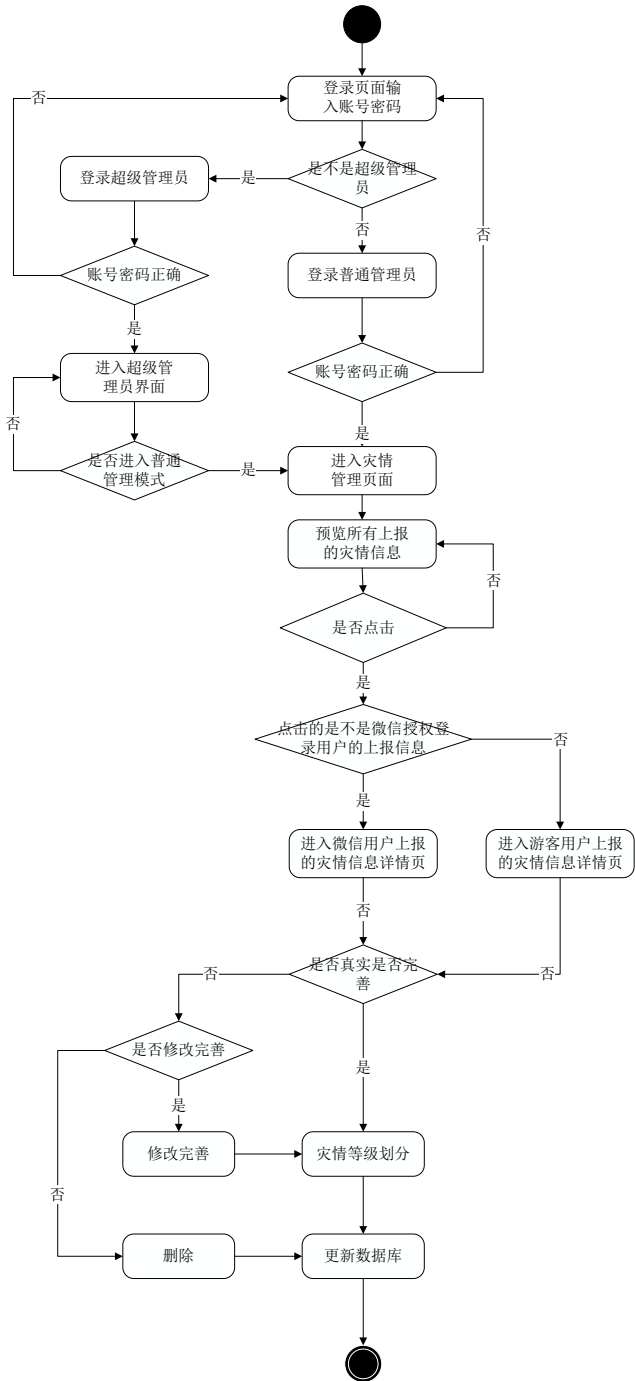 登录页面输
入账号密码
否
是不是超级管理
员
是
登录超级管理员
否
否
账号密码正确
登录普通管理员
是
进入超级管
理员界面
账号密码正确
否
是
是否进入普通
管理模式
是
进入灾情
管理页面
预览所有上报
的灾情信息
否
是否点击
是
点击的是不是微信授权登
录用户的上报信息
否
是
进入微信用户上报
的灾情信息详情页
进入游客用户上报
的灾情信息详情页
否
是否真实是否完
善
否
否
是否修改完善
是
是
修改完善
灾情等级划分
否
删除
更新数据库